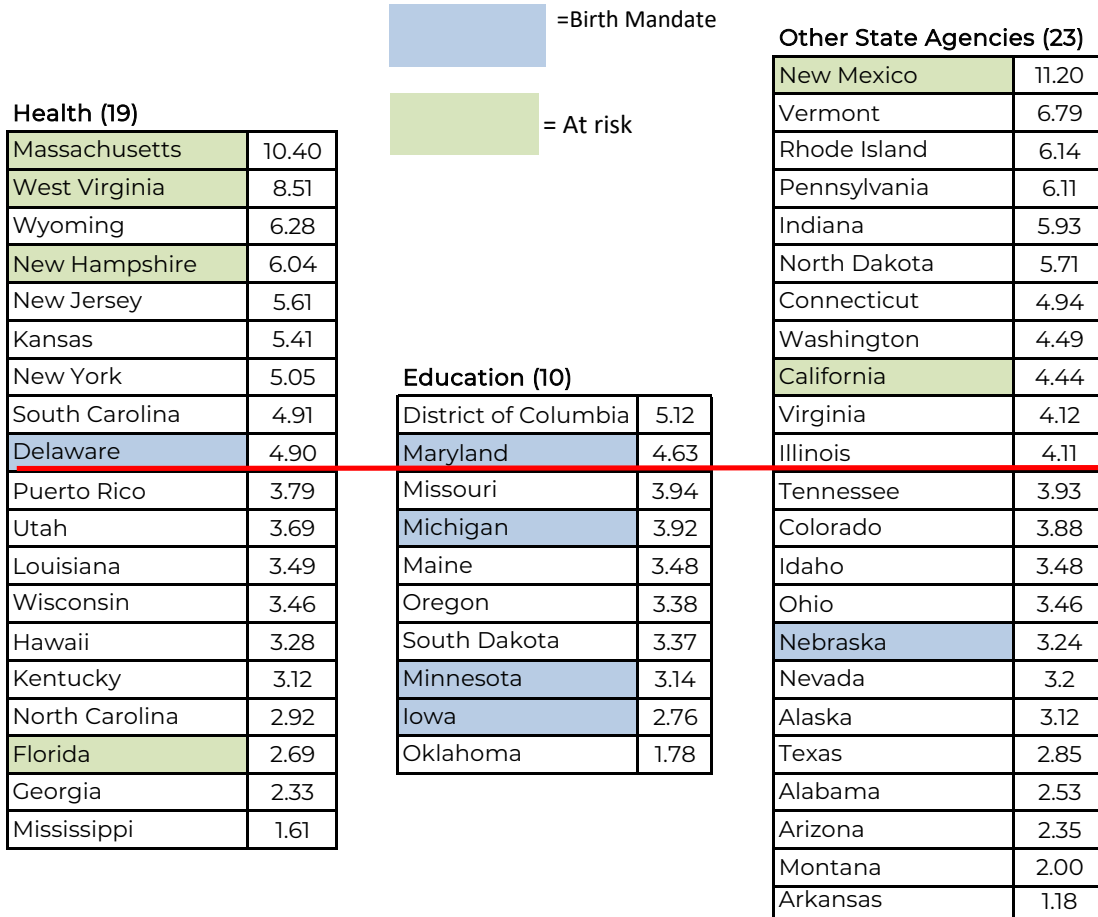 =Birth Mandate
= At risk
Health (19)
Massachusetts 10.40
West Virginia 8.51
Wyoming 6.28
New Hampshire 6.04
New Jersey 5.61
Kansas 5.41
New York 5.05
South Carolina 4.91
Delaware 4.90
Puerto Rico 3.79
Utah 3.69
Louisiana 3.49
Wisconsin 3.46
Hawaii 3.28
Kentucky 3.12
North Carolina 2.92
Florida 2.69
Georgia 2.33
Mississippi 1.61
Education (10)
District of Columbia 5.12
Maryland 4.63
Missouri 3.94
Michigan 3.92
Maine 3.48
Oregon 3.38
South Dakota 3.37
Minnesota 3.14
Iowa 2.76
Oklahoma 1.78
Other State Agencies (23)
New Mexico 11.20
Vermont 6.79
Rhode Island 6.14
Pennsylvania 6.11
Indiana 5.93
North Dakota 5.71
Connecticut 4.94
Washington 4.49
California 4.44
Virginia 4.12
Illinois 4.11
Tennessee 3.93
Colorado 3.88
Idaho 3.48
Ohio 3.46
Nebraska 3.24
Nevada 3.2
Alaska 3.12
Texas 2.85
Alabama 2.53
Arizona 2.35
Montana 2.00
Arkansas 1.18